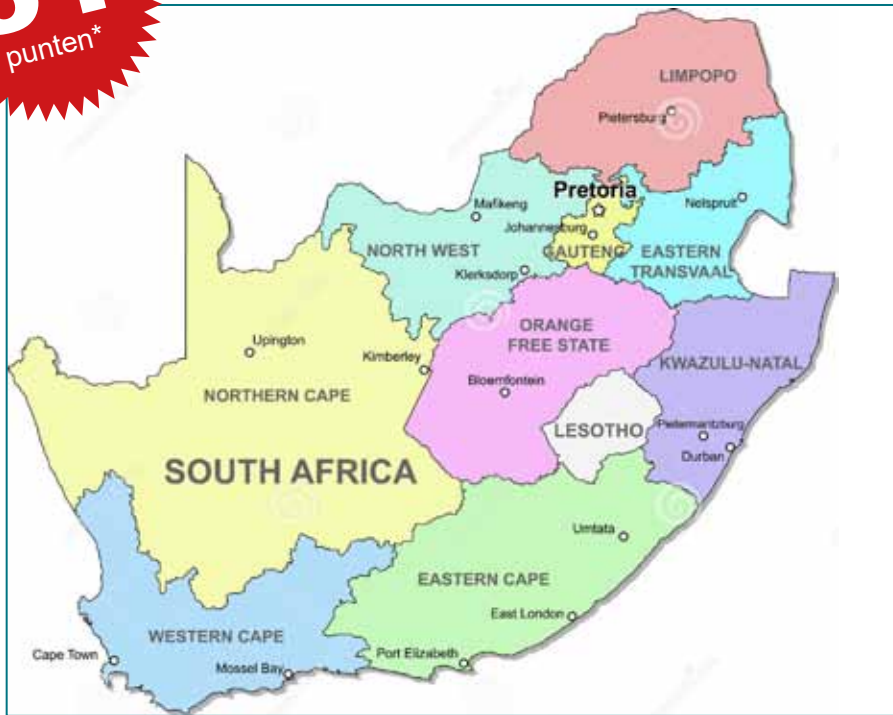 punten*
LIMPOPO
Pietersburg
Pretoria
Nelspruit
Mafikeng
Johannesburg
NORTH WEST
GAUTENG
EASTERN
TRANSVAAL
Klerksdorp
ORANGE
FREE STATE
Upington
Kimberley
KWAZULU-NATAL
Bloemfontein
NORTHERN CAPE
LESOTHO
Pietermaritzburg
Durban
SOUTH AFRICA
Umtata
EASTERN CAPE
East London
WESTERN CAPE
Cape Town
Mossel Bay
Port Elizabeth